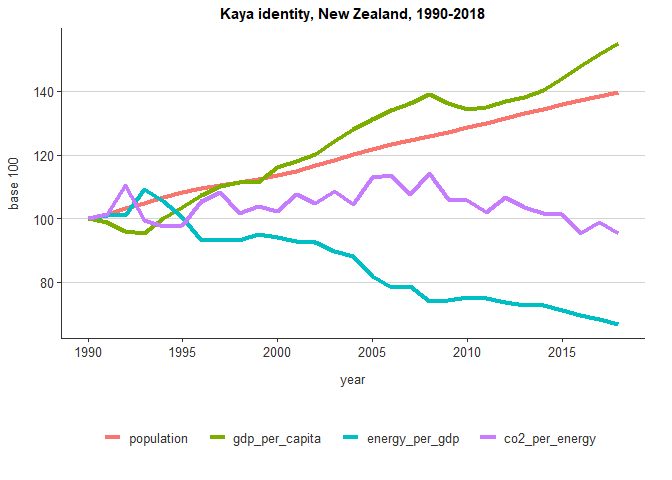 Kaya identity, New Zealand, 1990-2018
base 100
140
120
100
80
1990 1995 2000 2005 2010 2015
year
population gdp_per_capita energy_per_gdp co2_per_energy